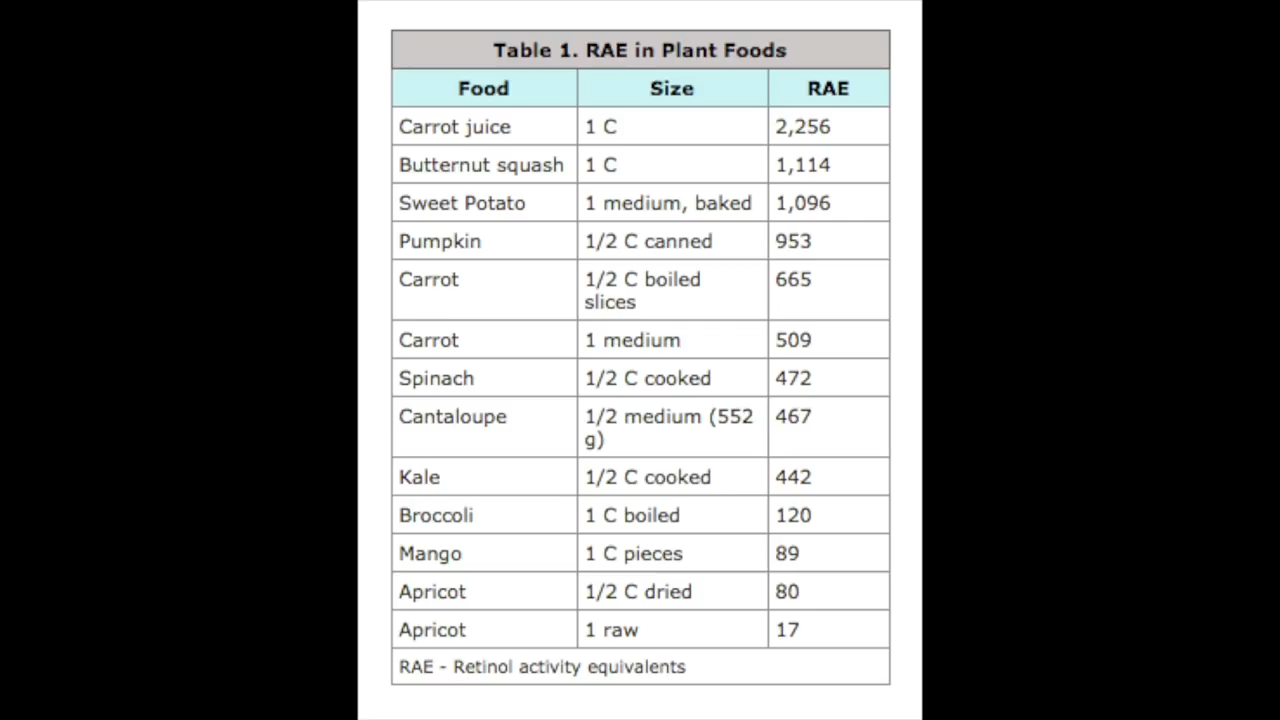 Table 1. RAE in Plant Foods
Food Size RAE
Carrot juice 1 C 2,256
Butternut squash 1 C 1,114
Sweet Potato 1 medium, baked 1,096
Pumpkin 1/2 C canned 953
Carrot 1/2 C boiled 665
slices
Carrot 1 medium 509
Spinach 1/2 C cooked 472
Cantaloupe 1/2 medium (552 467
g)
Kale 1/2 C cooked 442
Broccoli 1 C boiled 120
Mango 1 C pieces 89
Apricot 1/2 C dried 80
Apricot 1 raw 17
RAE - Retinol activity equivalents